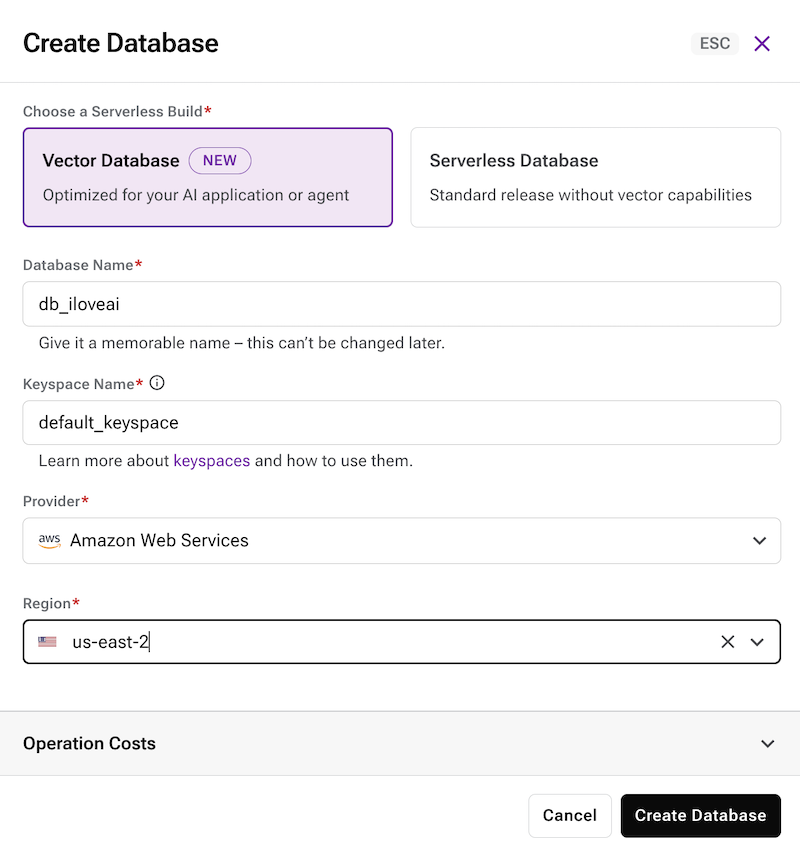 Create Database
ESC
Choose a Serverless Build*
Vector Database NEW
Optimized for your AI application or agent
Serverless Database
Standard release without vector capabilities
Database Name*
db_iloveai
Give it a memorable name – this can’t be changed later.
Keyspace Name*
default_keyspace
Learn more about keyspaces and how to use them.
Provider*
aws Amazon Web Services
Region*
us-east-2
Operation Costs
Cancel
Create Database